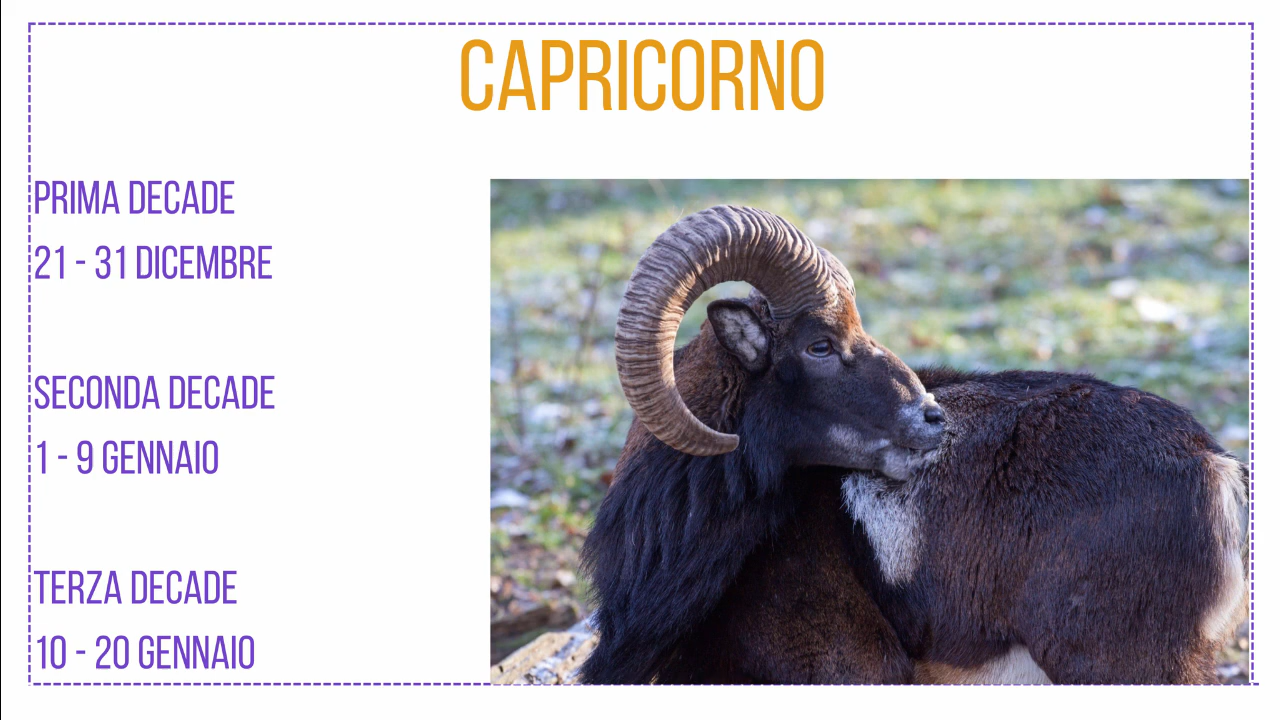 CAPRICORNO
PRIMA DECADE
21 - 31 DICEMBRE
SECONDA DECADE
1 - 9 GENNAIO
TERZA DECADE
10 - 20 GENNAIO